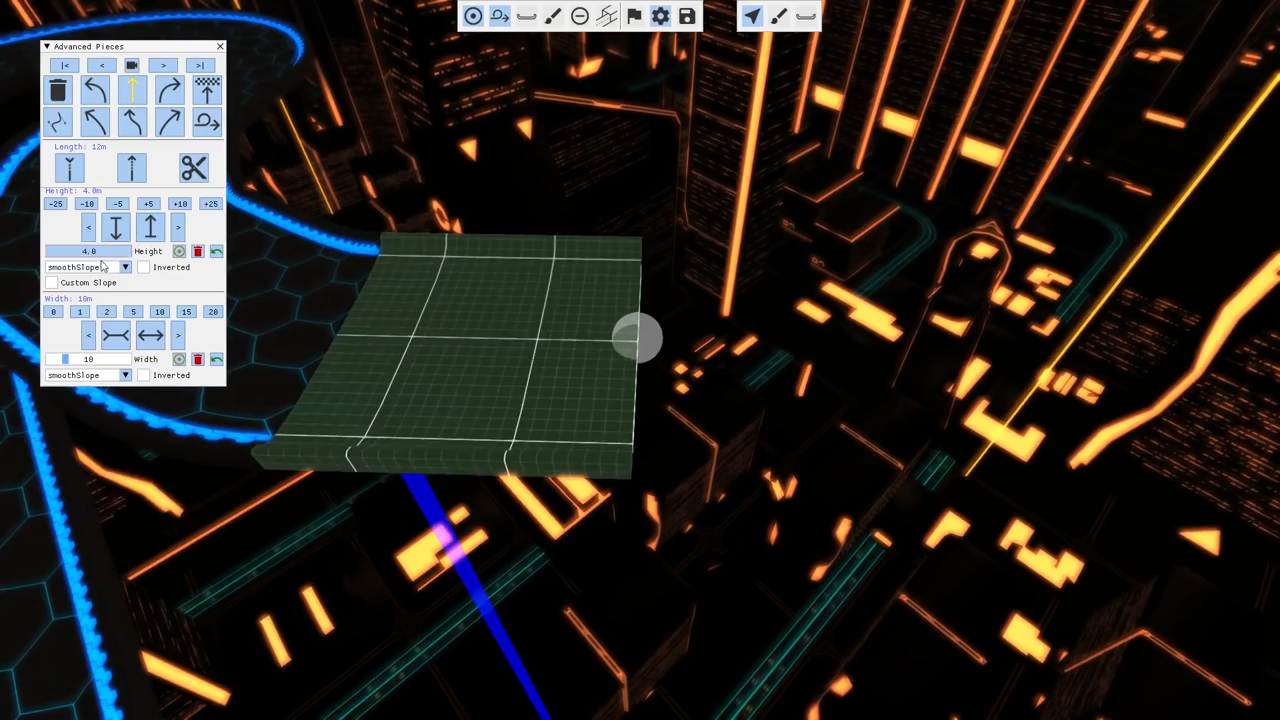 Advanced Pieces
|< < > >|
Length: 12m
Height: 4.0m
-25 -10 -5 +5 +10 +25
< >
4.0 Height
smoothSlope Inverted
Custom Slope
Width: 10m
0 1 2 5 10 15 20
< >
10 Width
smoothSlope Inverted